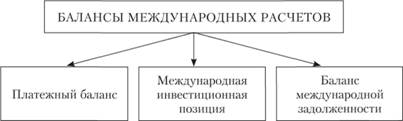 БАЛАНСЫ МЕЖДУНАРОДНЫХ РАСЧЕТОВ
Платежный баланс
Международная
инвестиционная
позиция
Баланс
международной
задолженности